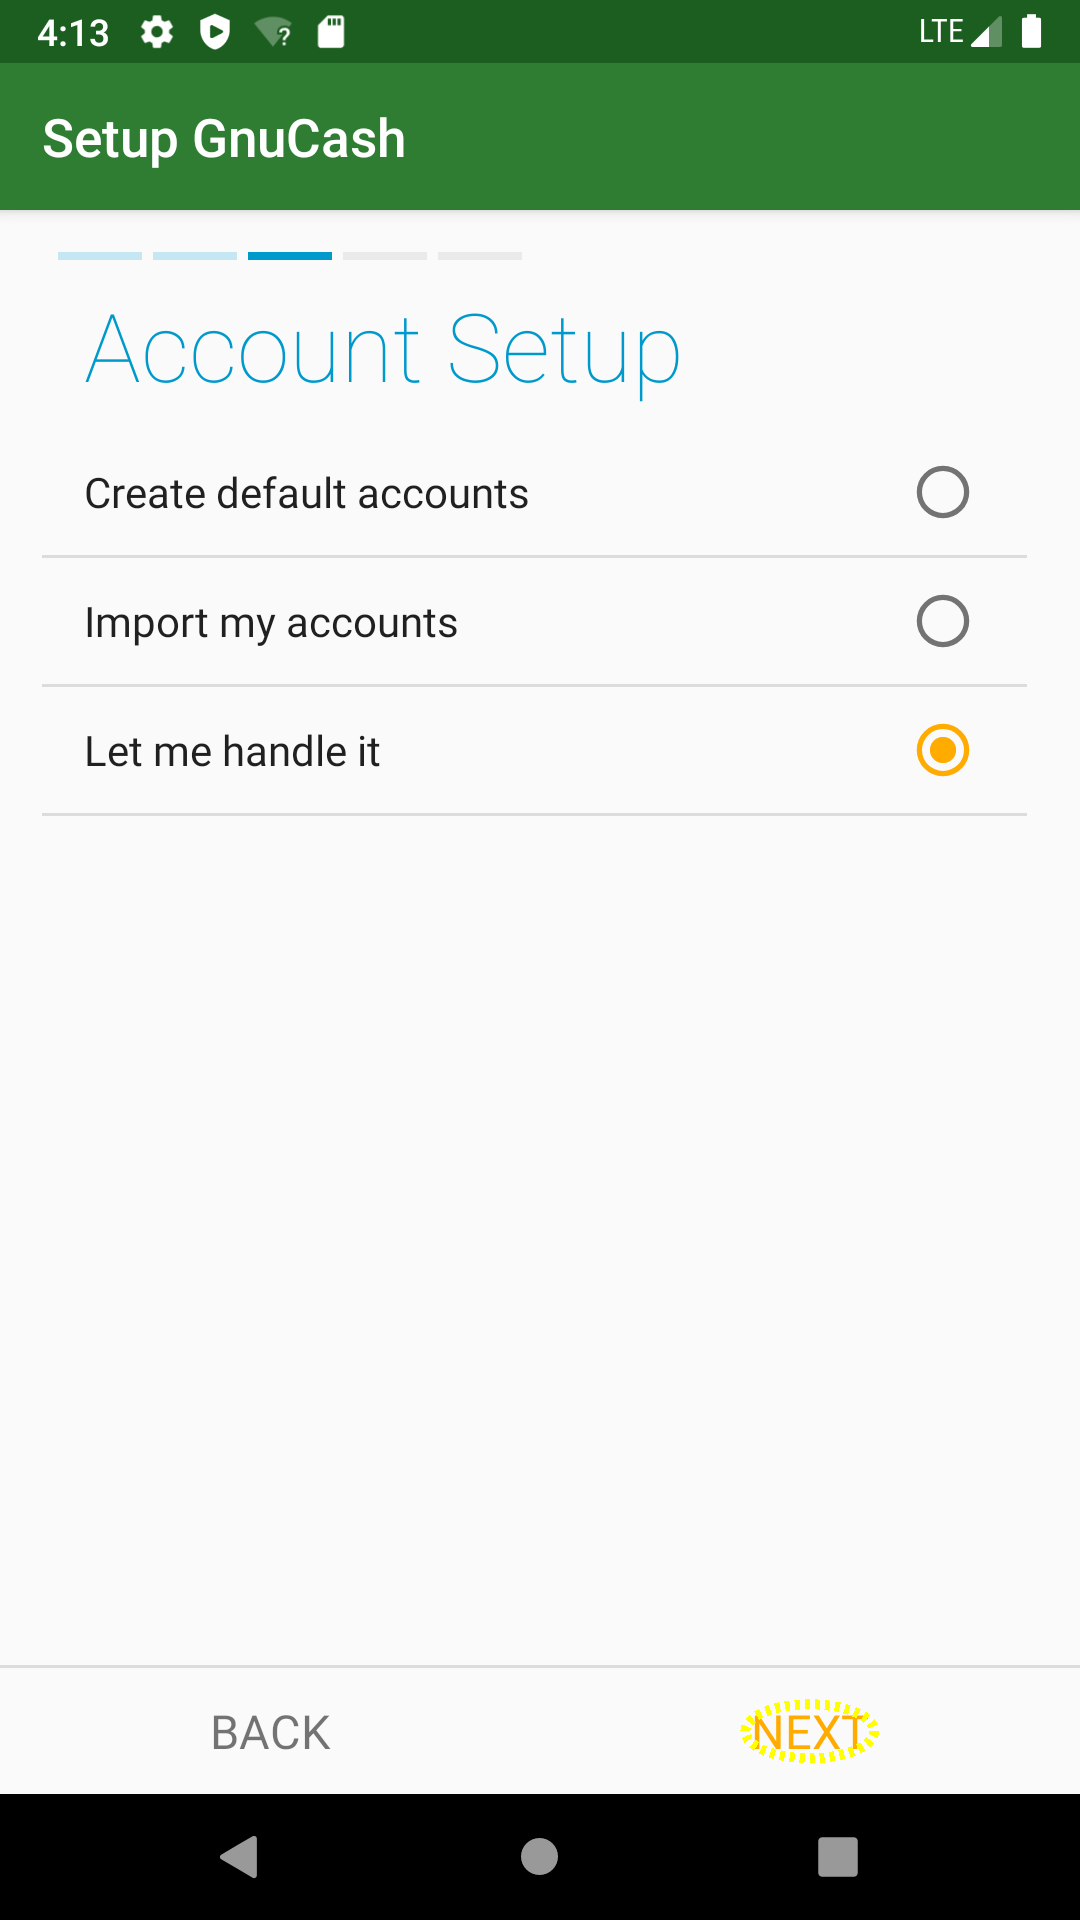 4:13
LTE
Setup GnuCash
Account Setup
Create default accounts
Import my accounts
Let me handle it
BACK
NEXT